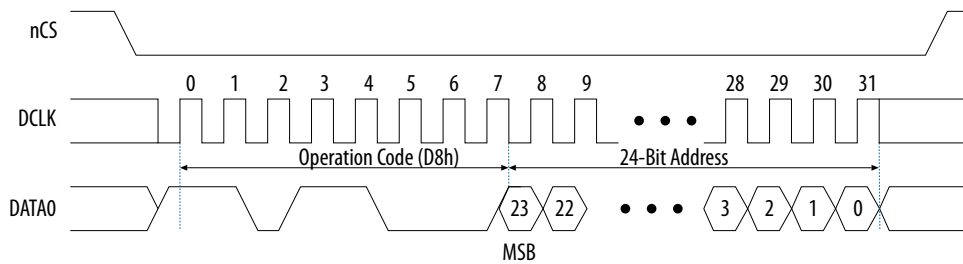 nCS
0 1 2 3 4 5 6 7 8 9 28 29 30 31
DCLK
Operation Code (D8h) 24-Bit Address
DATA0 23 22 3 2 1 0
MSB